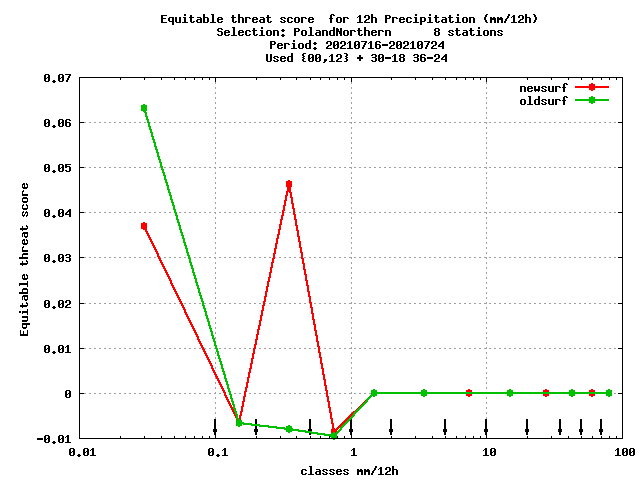 Equitable threat score  for 12h Precipitation (mm/12h)
Selection: PolandNorthern      8 stations
Period: 20210716-20210724
Used {00,12} + 30-18 36-24
newsurf
oldsurf
Equitable threat score
0.07
0.06
0.05
0.04
0.03
0.02
0.01
0
-0.01
0.01 0.1 1 10 100
classes mm/12h